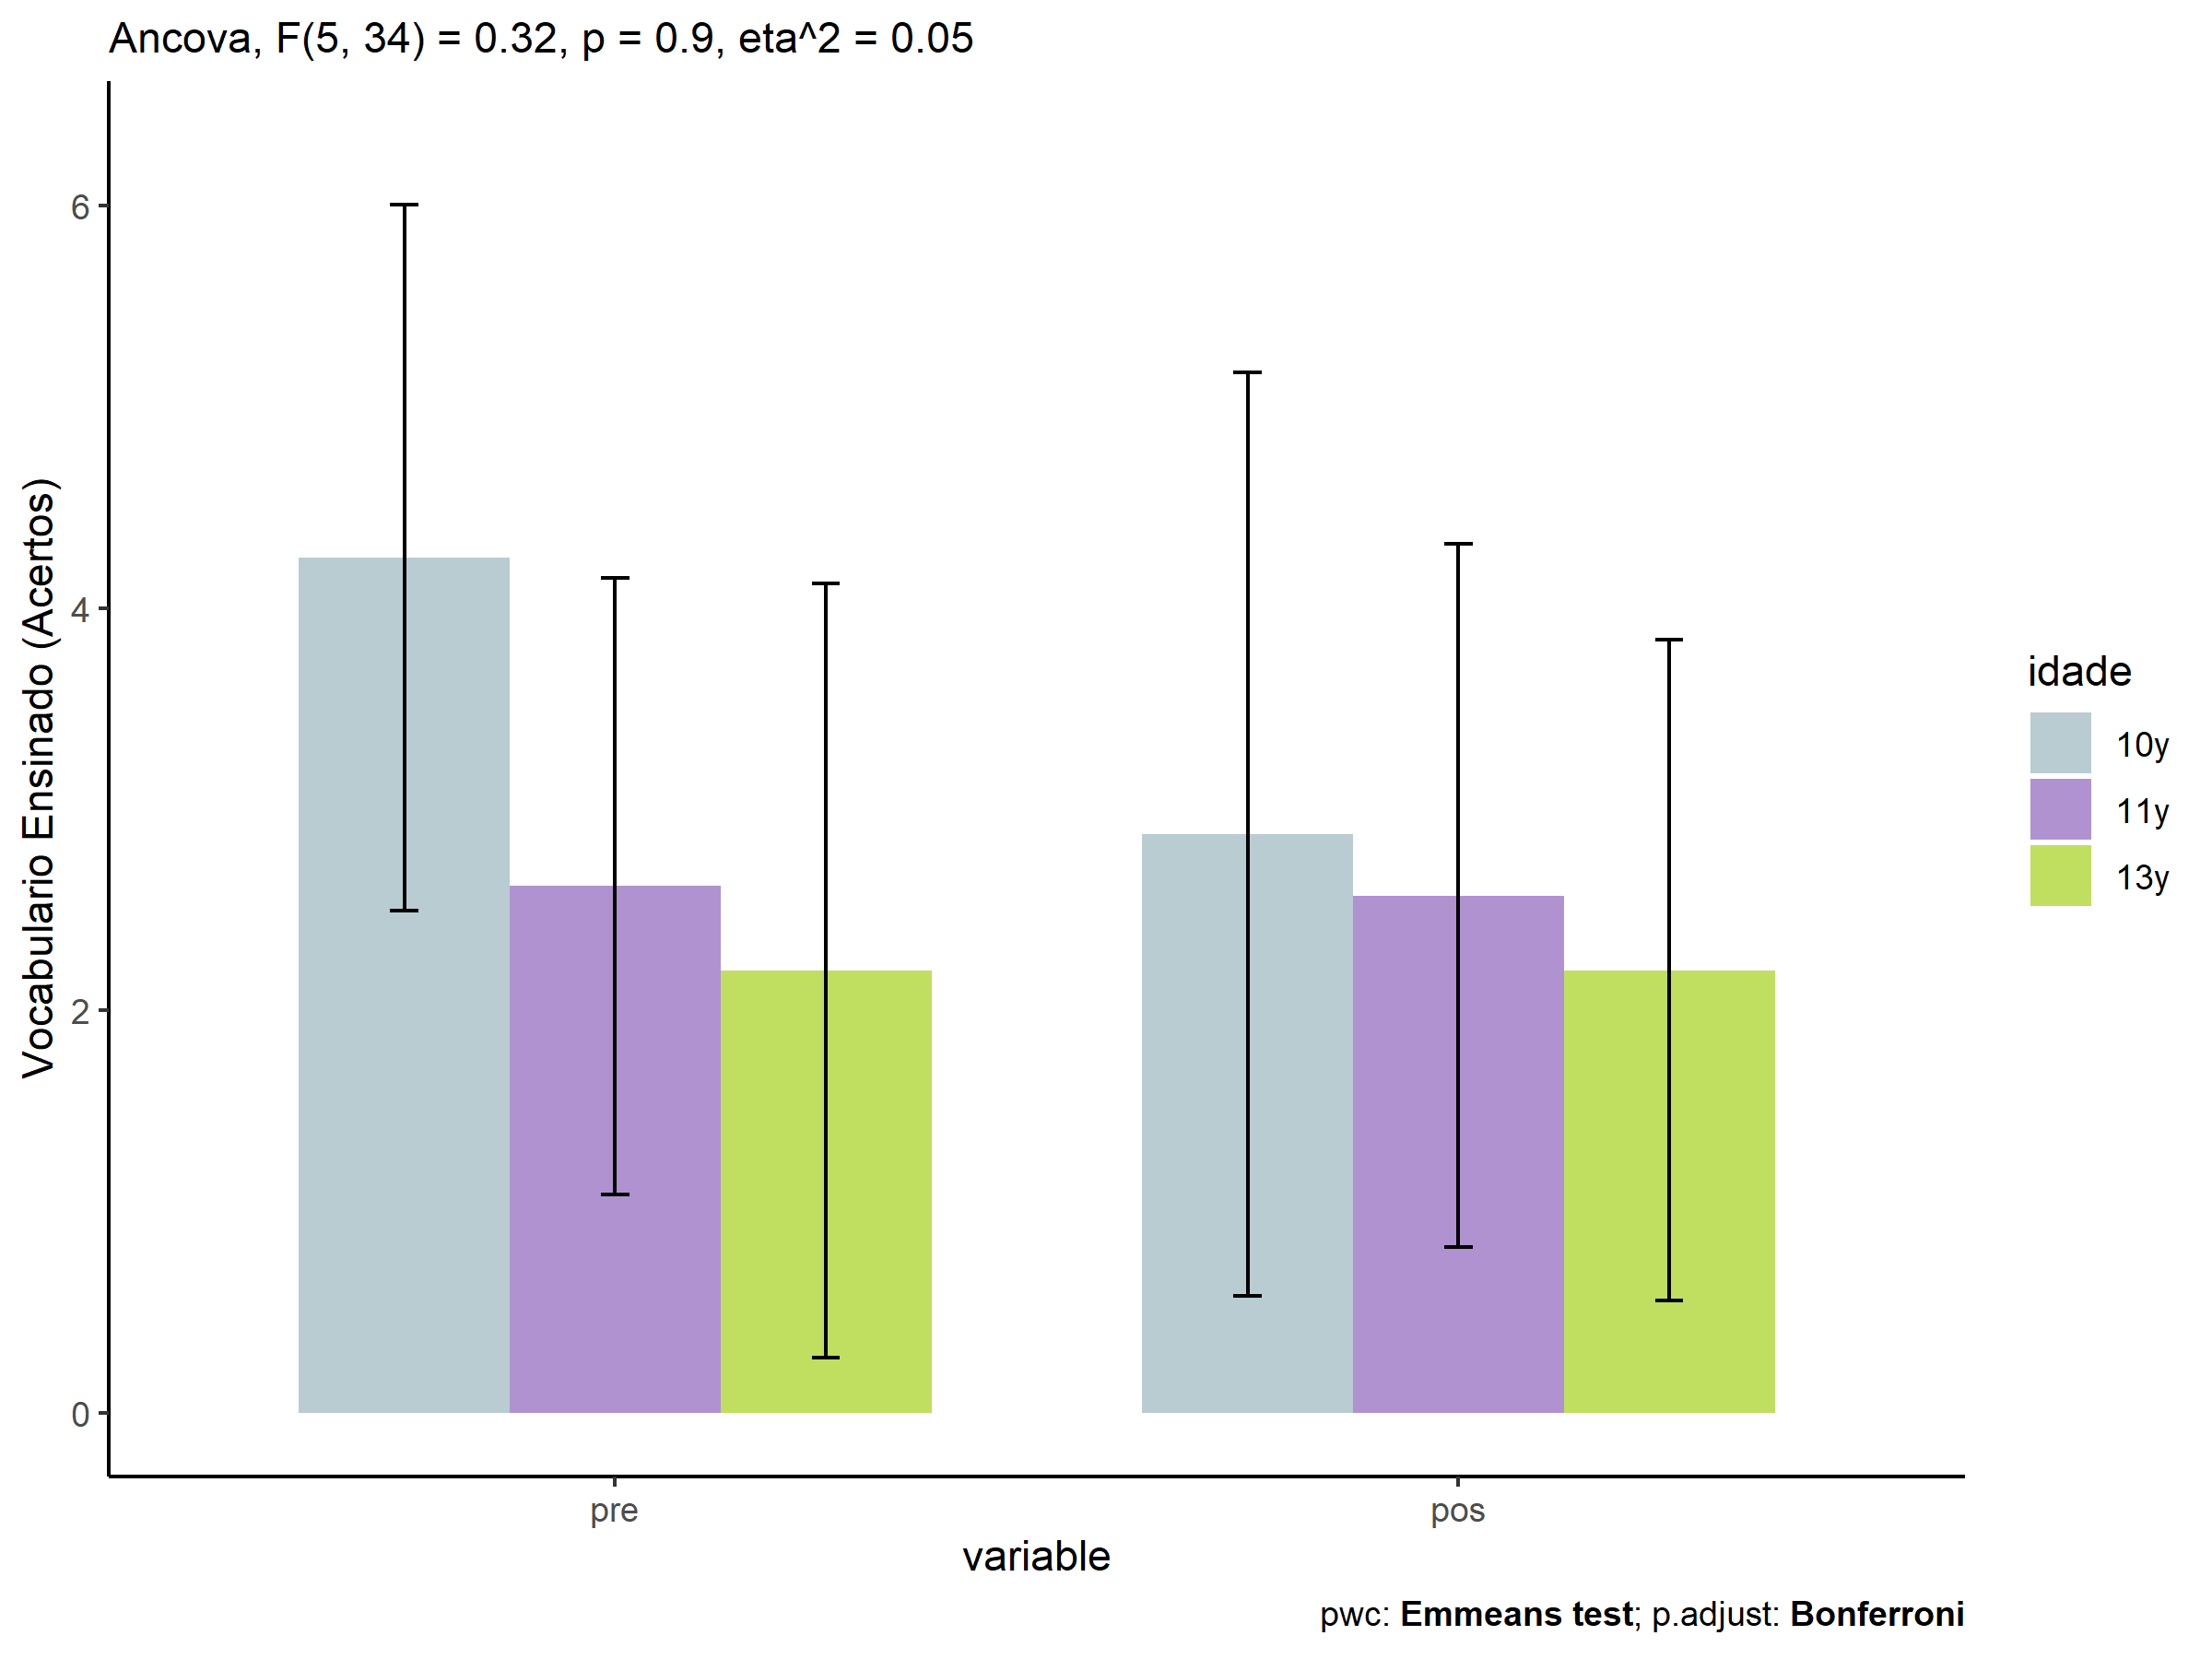 Ancova, F(5, 34) = 0.32, p = 0.9, eta^2 = 0.05
Vocabulario Ensinado (Acertos)
6
4
2
0
pre
pos
variable
idade
10y
11y
13y
pwc: Emmeans test; p.adjust: Bonferroni